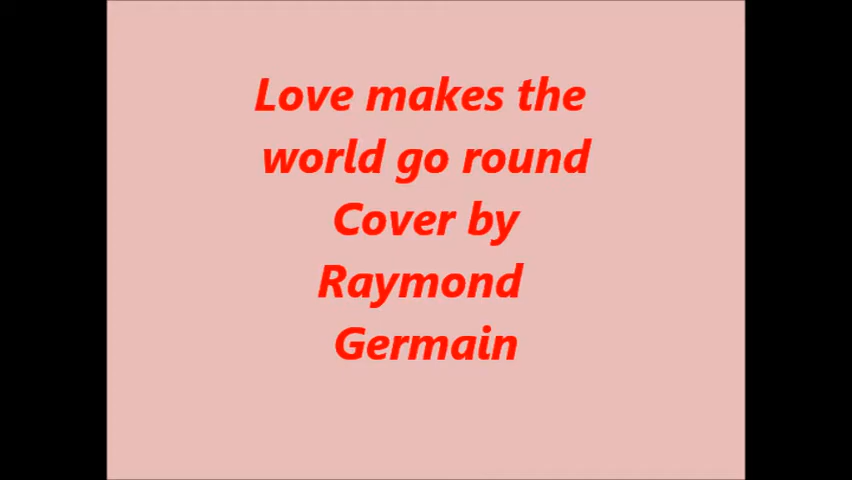 Love makes the
world go round
Cover by
Raymond
Germain